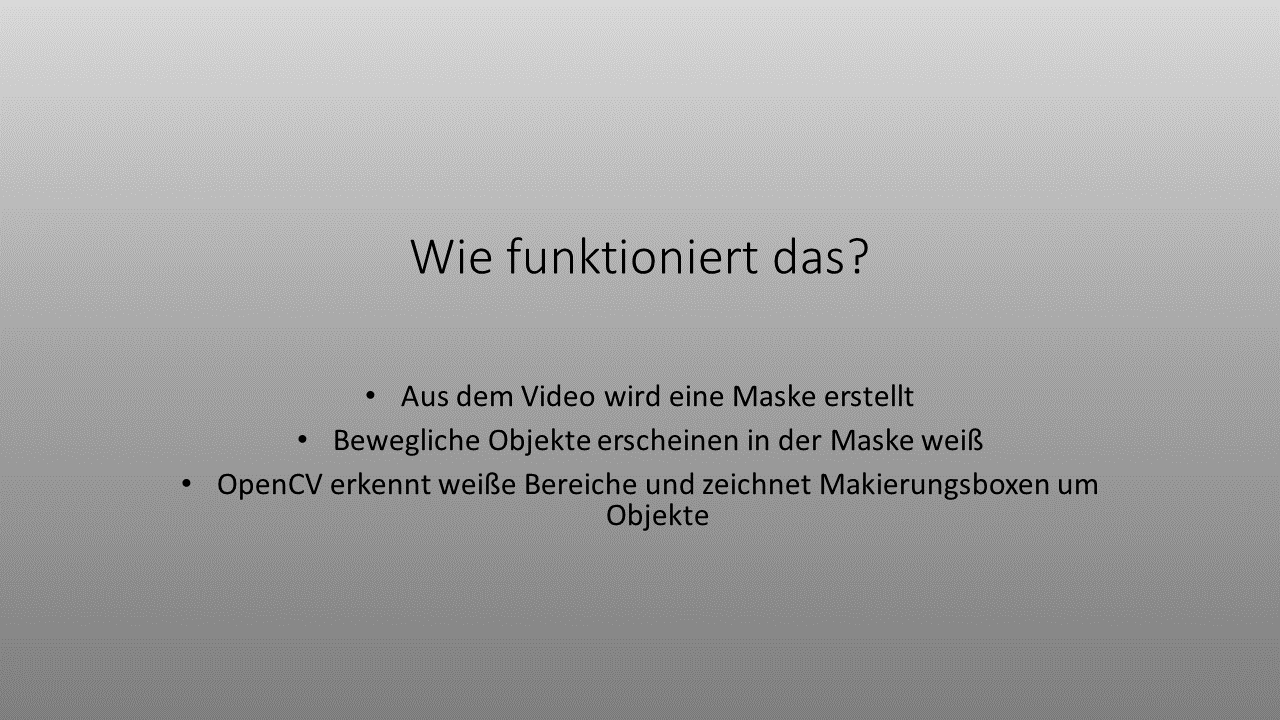 Wie funktioniert das?
• Aus dem Video wird eine Maske erstellt
• Bewegliche Objekte erscheinen in der Maske weiß
• OpenCV erkennt weiße Bereiche und zeichnet Makierungsboxen um
Objekte